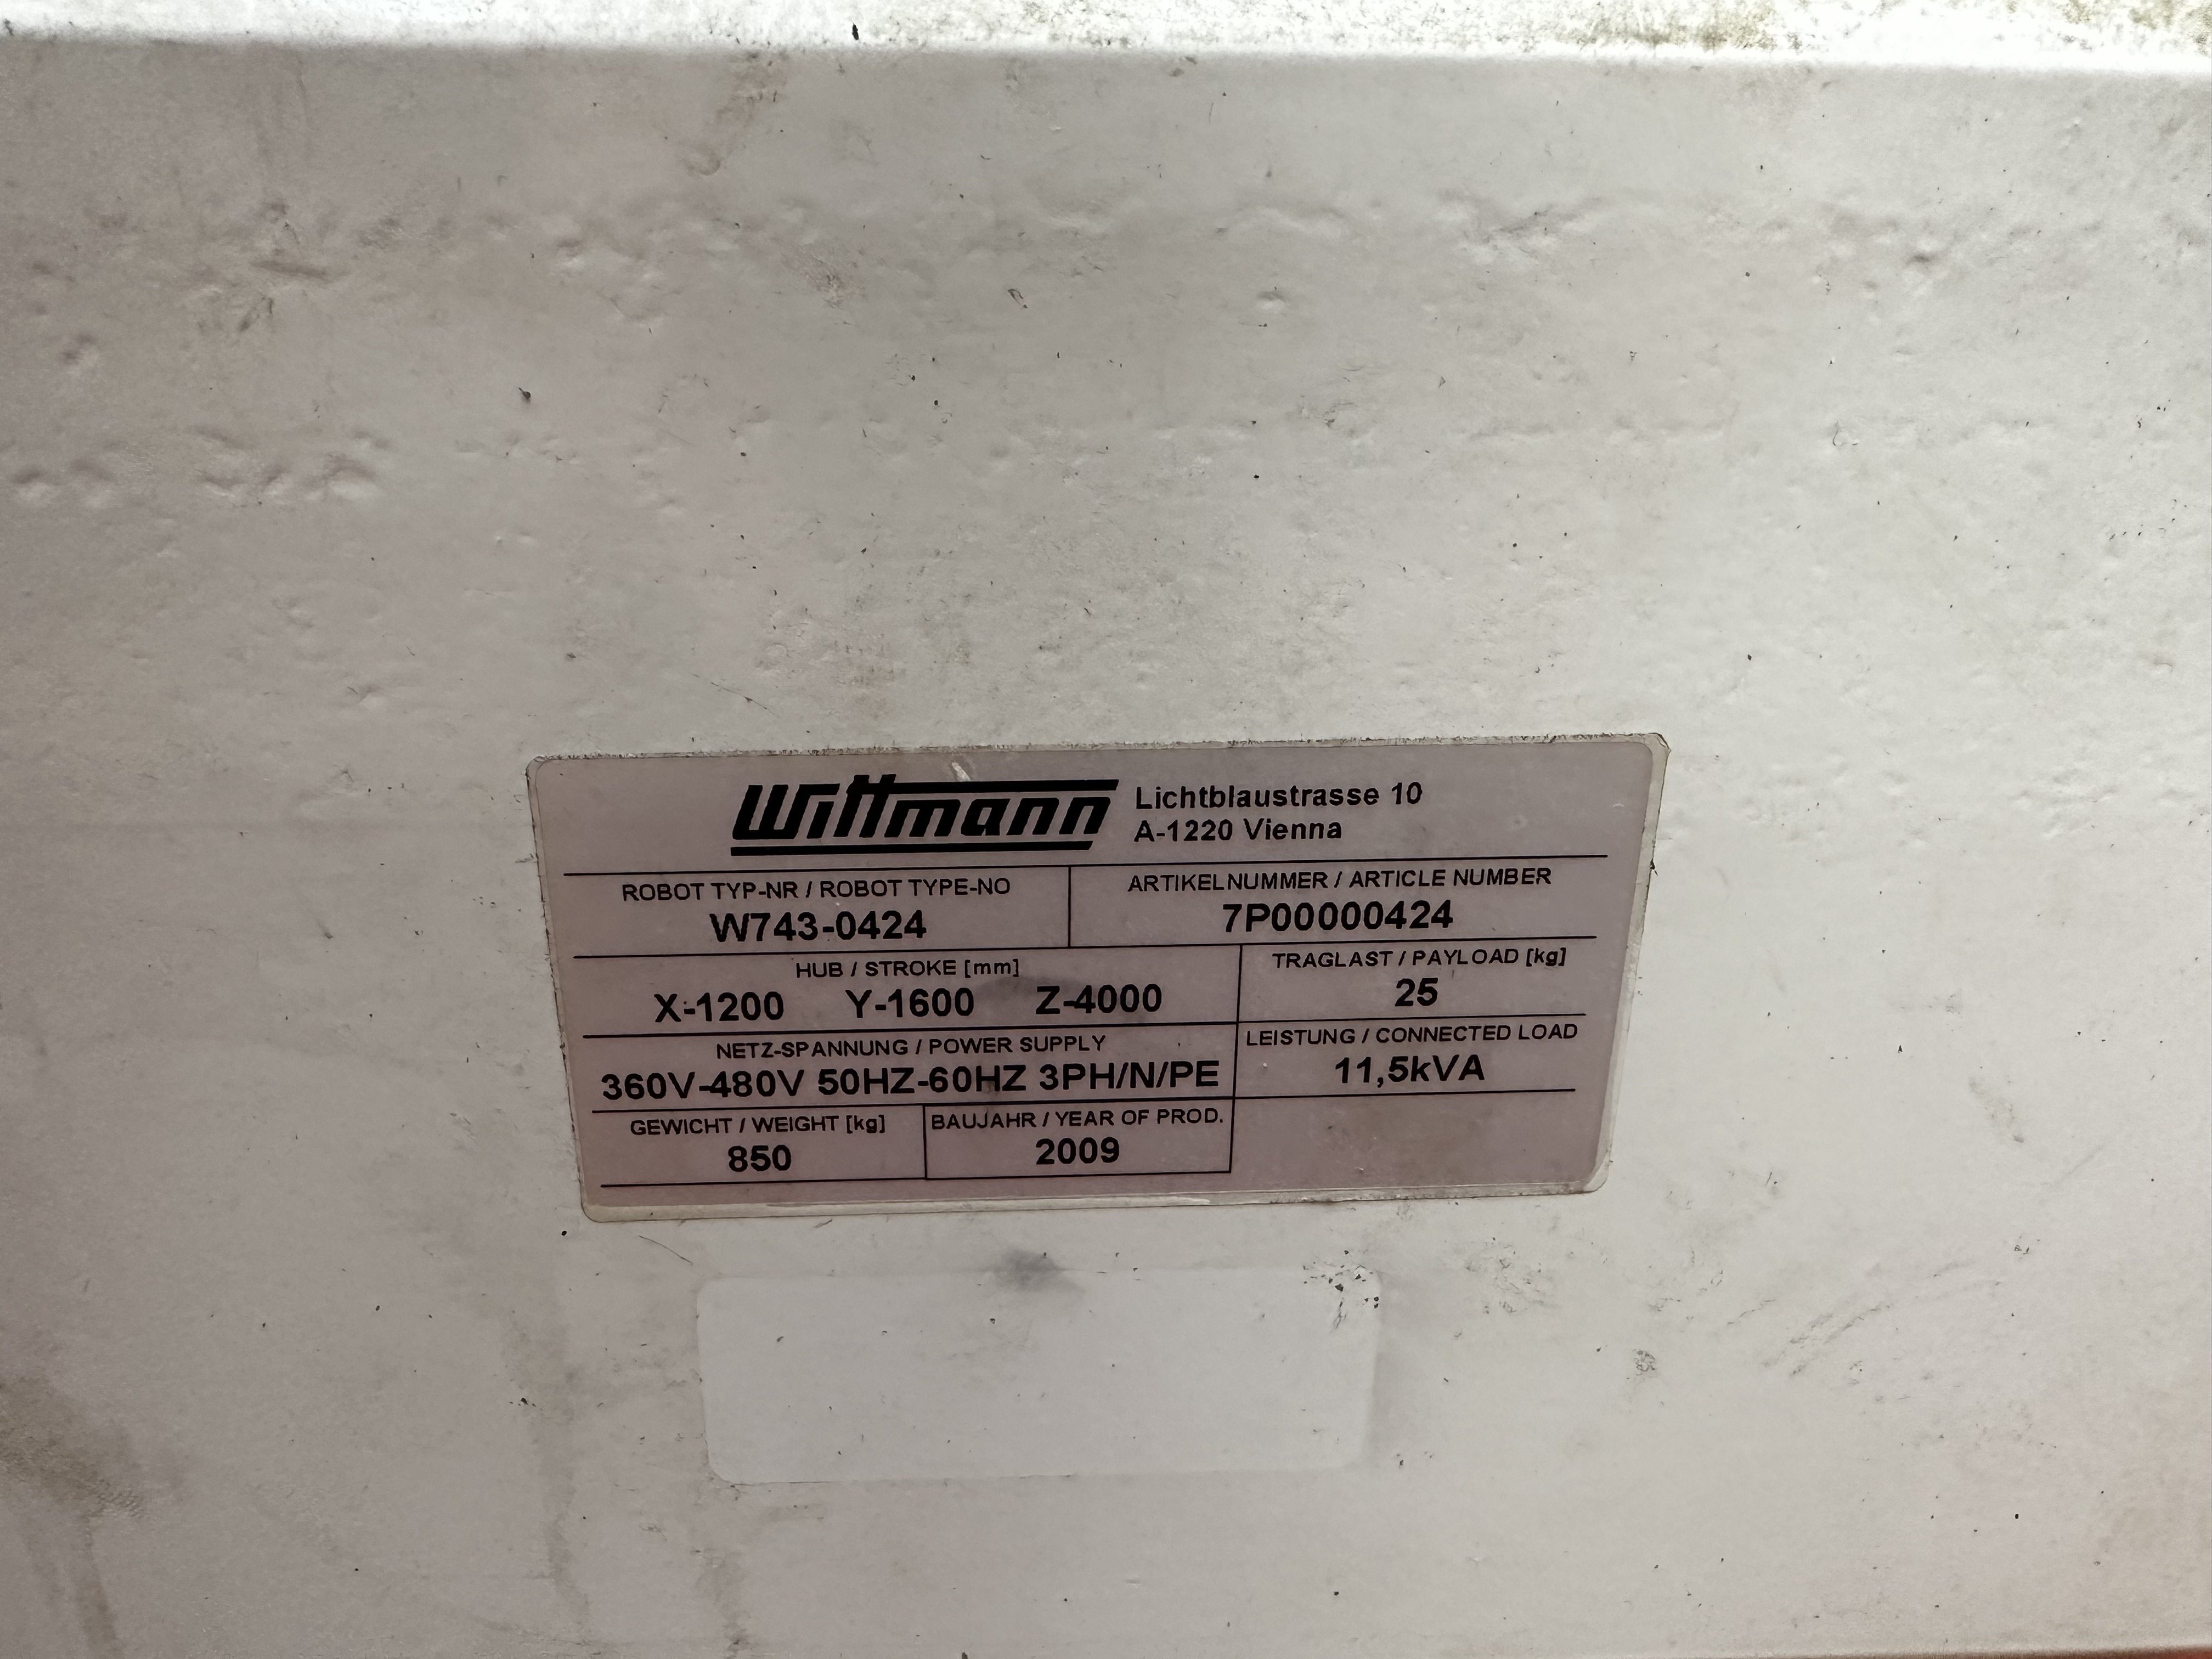 Wittmann
Lichtblaustrasse 10
A-1220 Vienna
ROBOT TYP-NR / ROBOT TYPE-NO
W743-0424
ARTIKELNUMMER / ARTICLE NUMBER
7P00000424
HUB / STROKE [mm]
X-1200 Y-1600 Z-4000
TRAGLAST / PAYLOAD [kg]
25
NETZ-SPANNUNG / POWER SUPPLY
360V-480V 50HZ-60HZ 3PH/N/PE
LEISTUNG / CONNECTED LOAD
11,5kVA
GEWICHT / WEIGHT [kg]
850
BAUJAHR / YEAR OF PROD.
2009